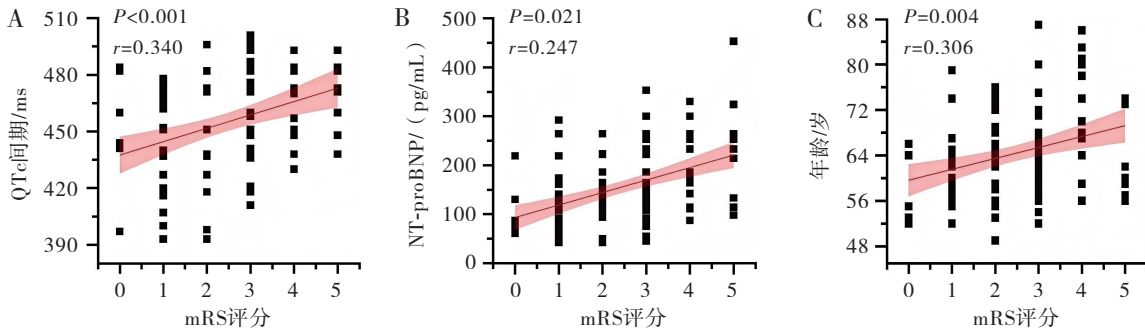 A
P<0.001
r=0.340
510
480
450
420
390
QTc间期/ms
0 1 2 3 4 5
mRS评分
B
P=0.021
r=0.247
500
400
300
200
100
0
NT-proBNP/（pg/mL）
0 1 2 3 4 5
mRS评分
C
P=0.004
r=0.306
88
80
72
64
56
48
年龄/岁
0 1 2 3 4 5
mRS评分